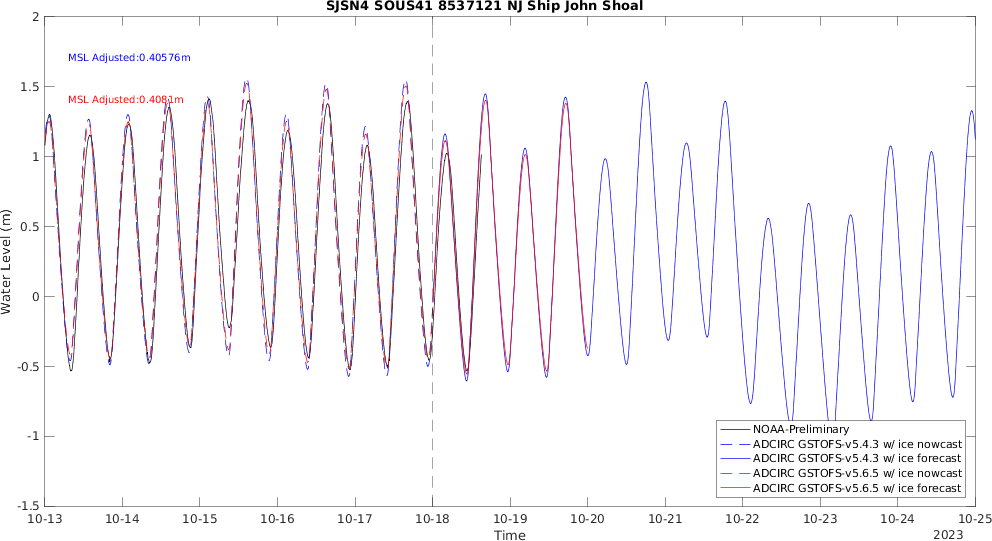 SJSN4 SOUS41 8537121 NJ Ship John Shoal
2
1.5
1
0.5
0
-0.5
-1
-1.5
Water Level (m)
MSL Adjusted:0.40576m
MSL Adjusted:0.4081m
NOAA-Preliminary
ADCIRC GSTOFS-v5.4.3 w/ ice nowcast
ADCIRC GSTOFS-v5.4.3 w/ ice forecast
ADCIRC GSTOFS-v5.6.5 w/ ice nowcast
ADCIRC GSTOFS-v5.6.5 w/ ice forecast
10-13 10-14 10-15 10-16 10-17 10-18 10-19 10-20 10-21 10-22 10-23 10-24 10-25
Time
2023